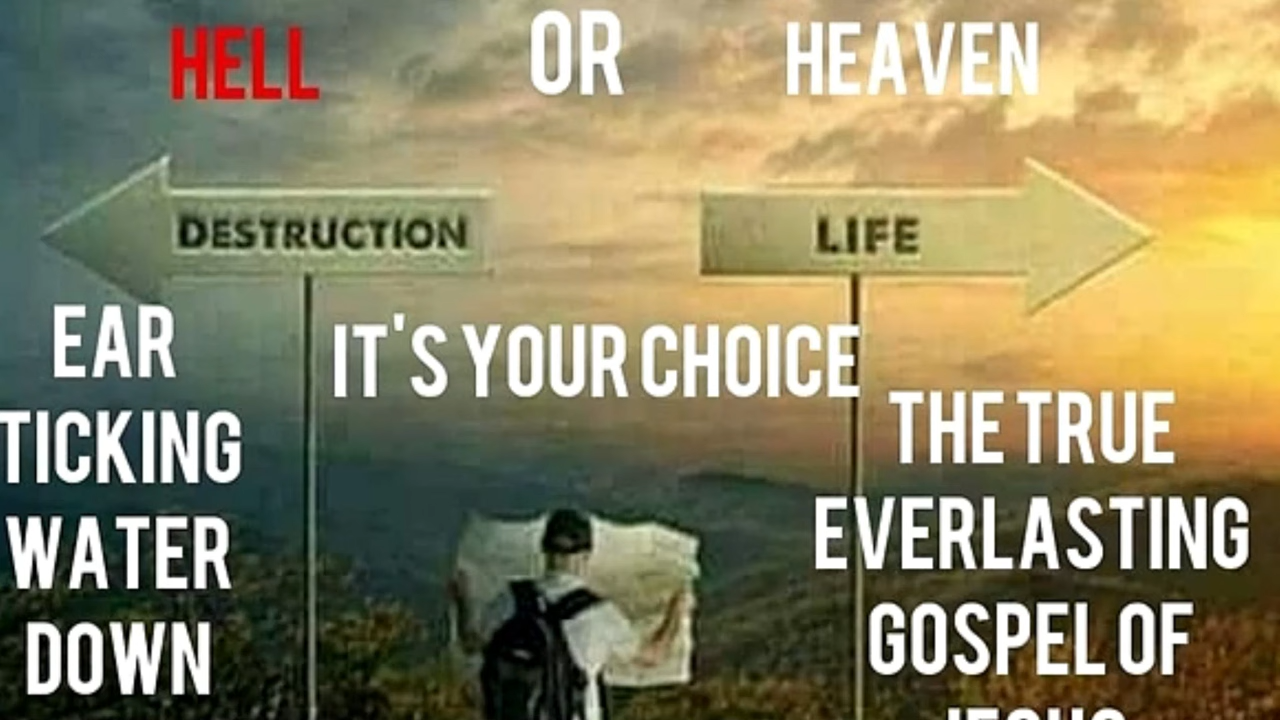 HELL OR HEAVEN
DESTRUCTION LIFE
IT'S YOUR CHOICE
EAR
TICKING
WATER
DOWN
THE TRUE
EVERLASTING
GOSPEL OF